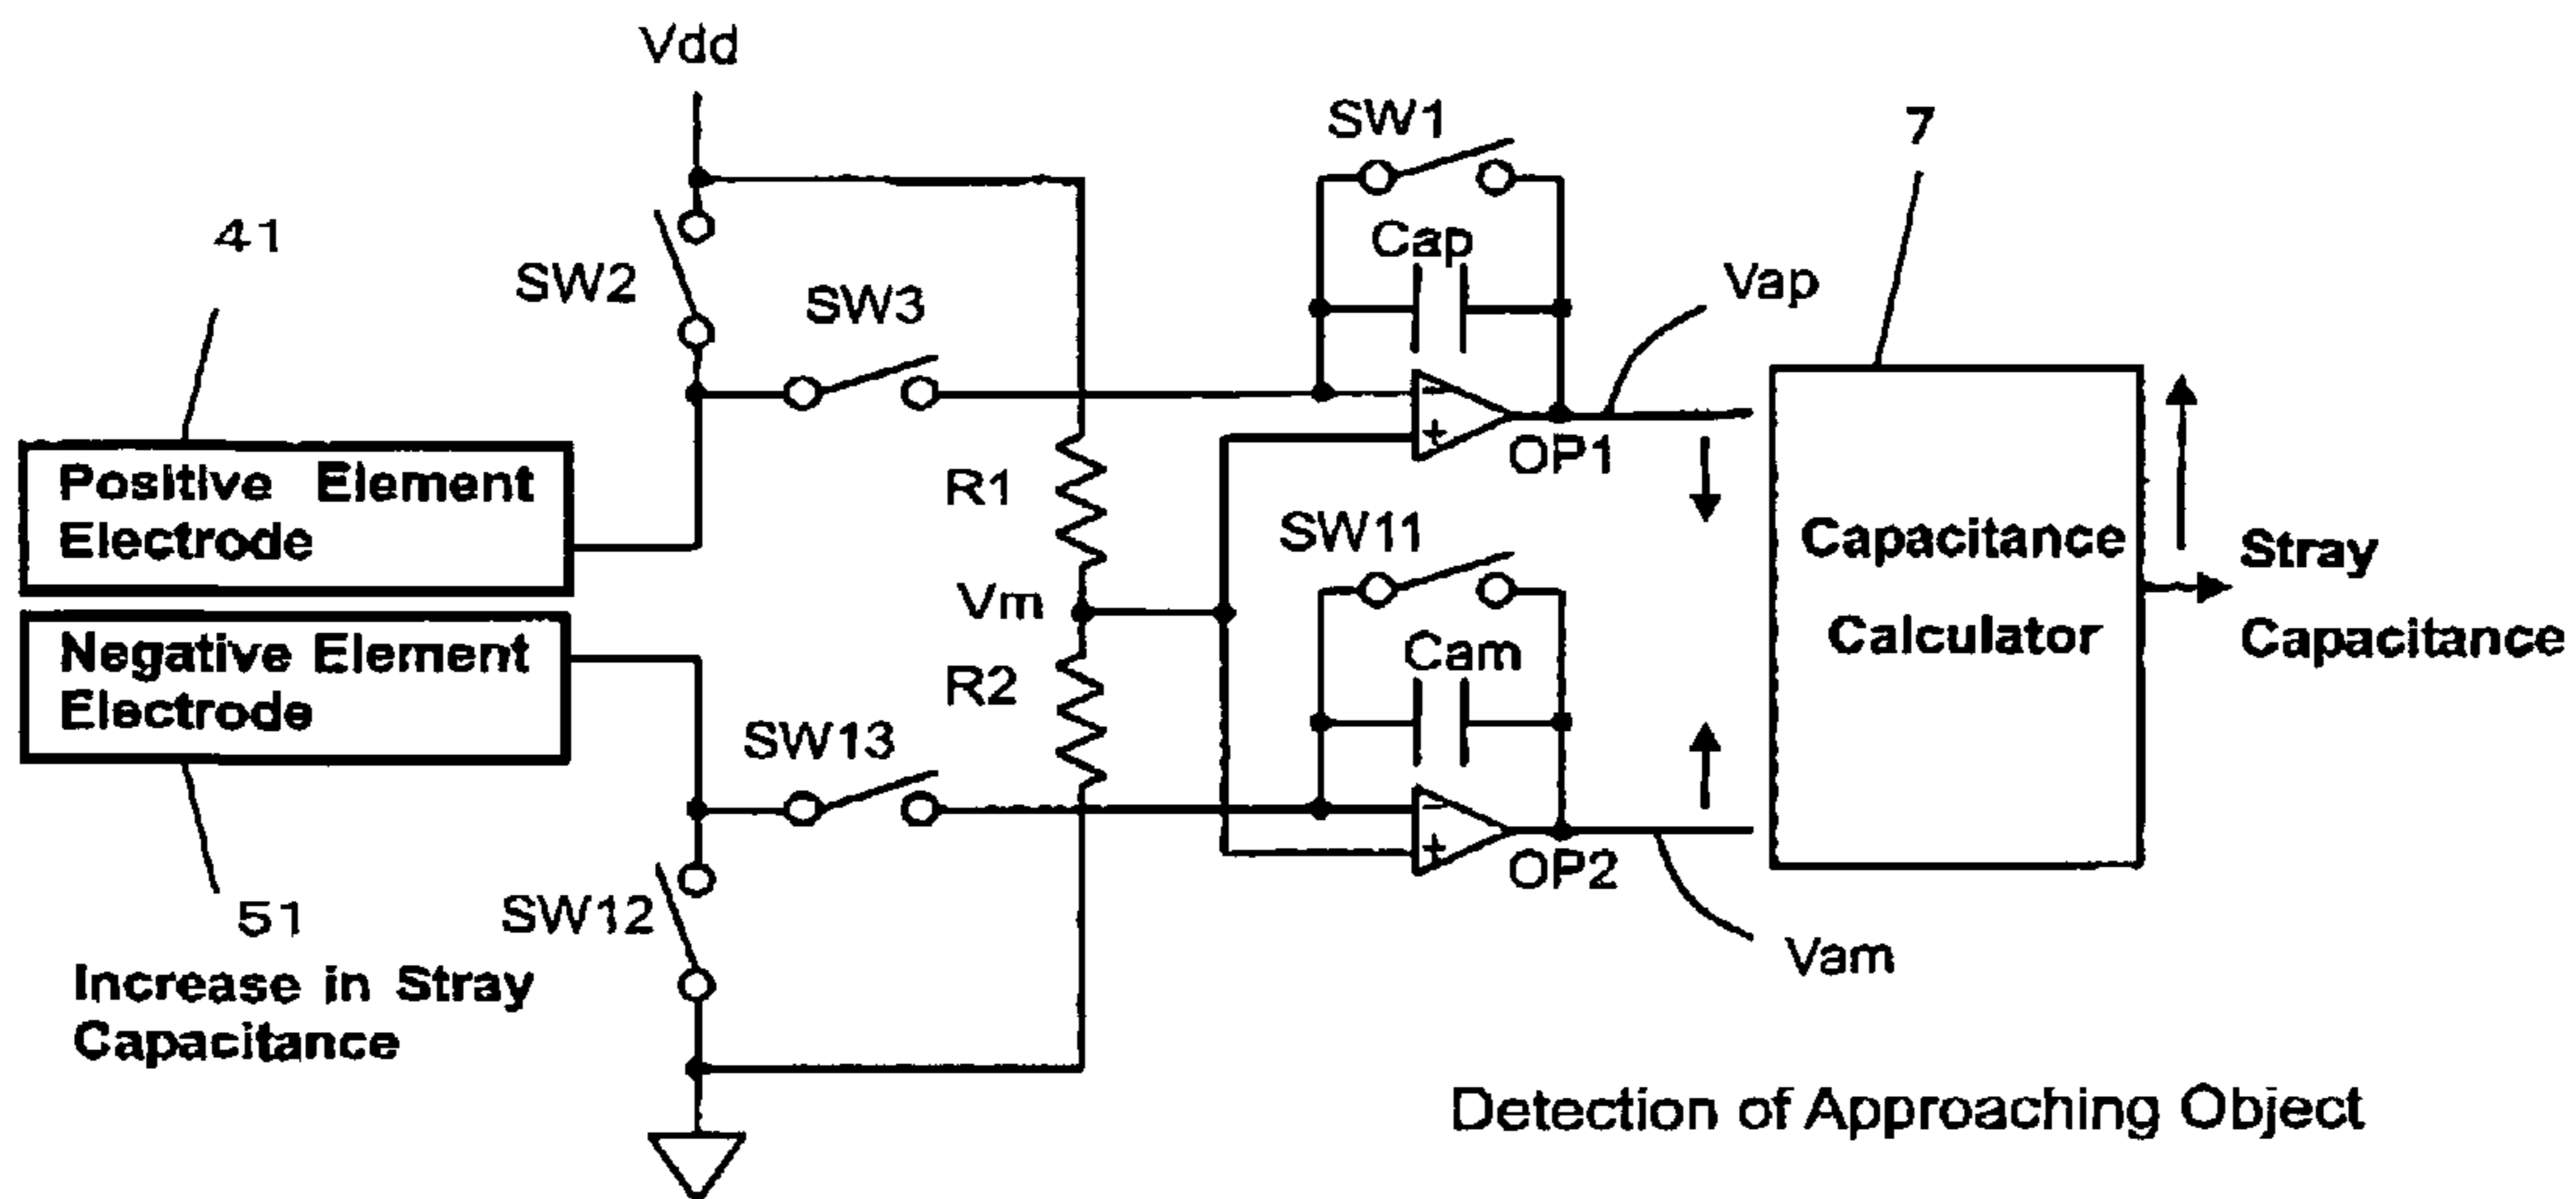 Vdd
SW1
7
41
SW2
SW3
Cap
Vap
Positive Element
Electrode
R1
−
+
OP1
SW11
Capacitance
Calculator
Stray
Capacitance
Vm
Negative Element
Electrode
R2
Cam
SW13
−
+
OP2
51
SW12
Vam
Increase in Stray
Capacitance
Detection of Approaching Object